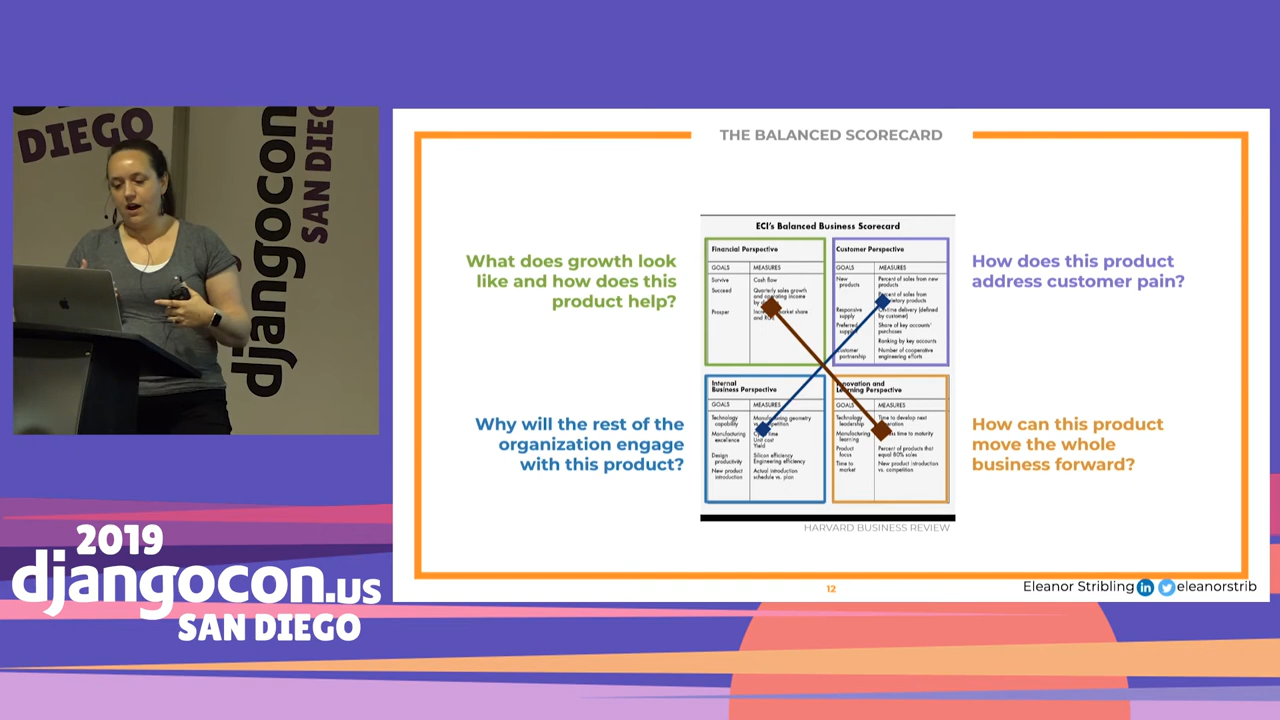 DIEGO
djangocon
SAN DIEGO
2019
djangocon.us
SAN DIEGO
THE BALANCED SCORECARD
What does growth look
like and how does this
product help?
Why will the rest of the
organization engage
with this product?
ECI's Balanced Business Scorecard
Financial Perspective
GOALS MEASURES
Survive Cash flow
Succeed Quarterly sales growth
and operating income
by
Prosper market share
and
Customer Perspective
GOALS MEASURES
New products Percent of sales from new
products
Percent of sales from
proprietary products
Responsive supply On-time delivery (defined
by customer)
Preferred supplier Share of key accounts'
purchases
Ranking by key accounts
Customer partnership Number of cooperative
engineering efforts
Internal
Business Perspective
GOALS MEASURES
Technology capability Manufacturing geometry
vs. competition
Manufacturing excellence time
Unit cost
Yield
Design productivity Silicon efficiency
Engineering efficiency
New product introduction Actual introduction
schedule vs. plan
Innovation and
Learning Perspective
GOALS MEASURES
Technology leadership Time to develop next
generation
Manufacturing learning Process time to maturity
Product focus Percent of products that
equal 80% sales
Time to market New product introduction
vs. competition
HARVARD BUSINESS REVIEW
How does this product
address customer pain?
How can this product
move the whole
business forward?
12
Eleanor Stribling in eleanorstrib